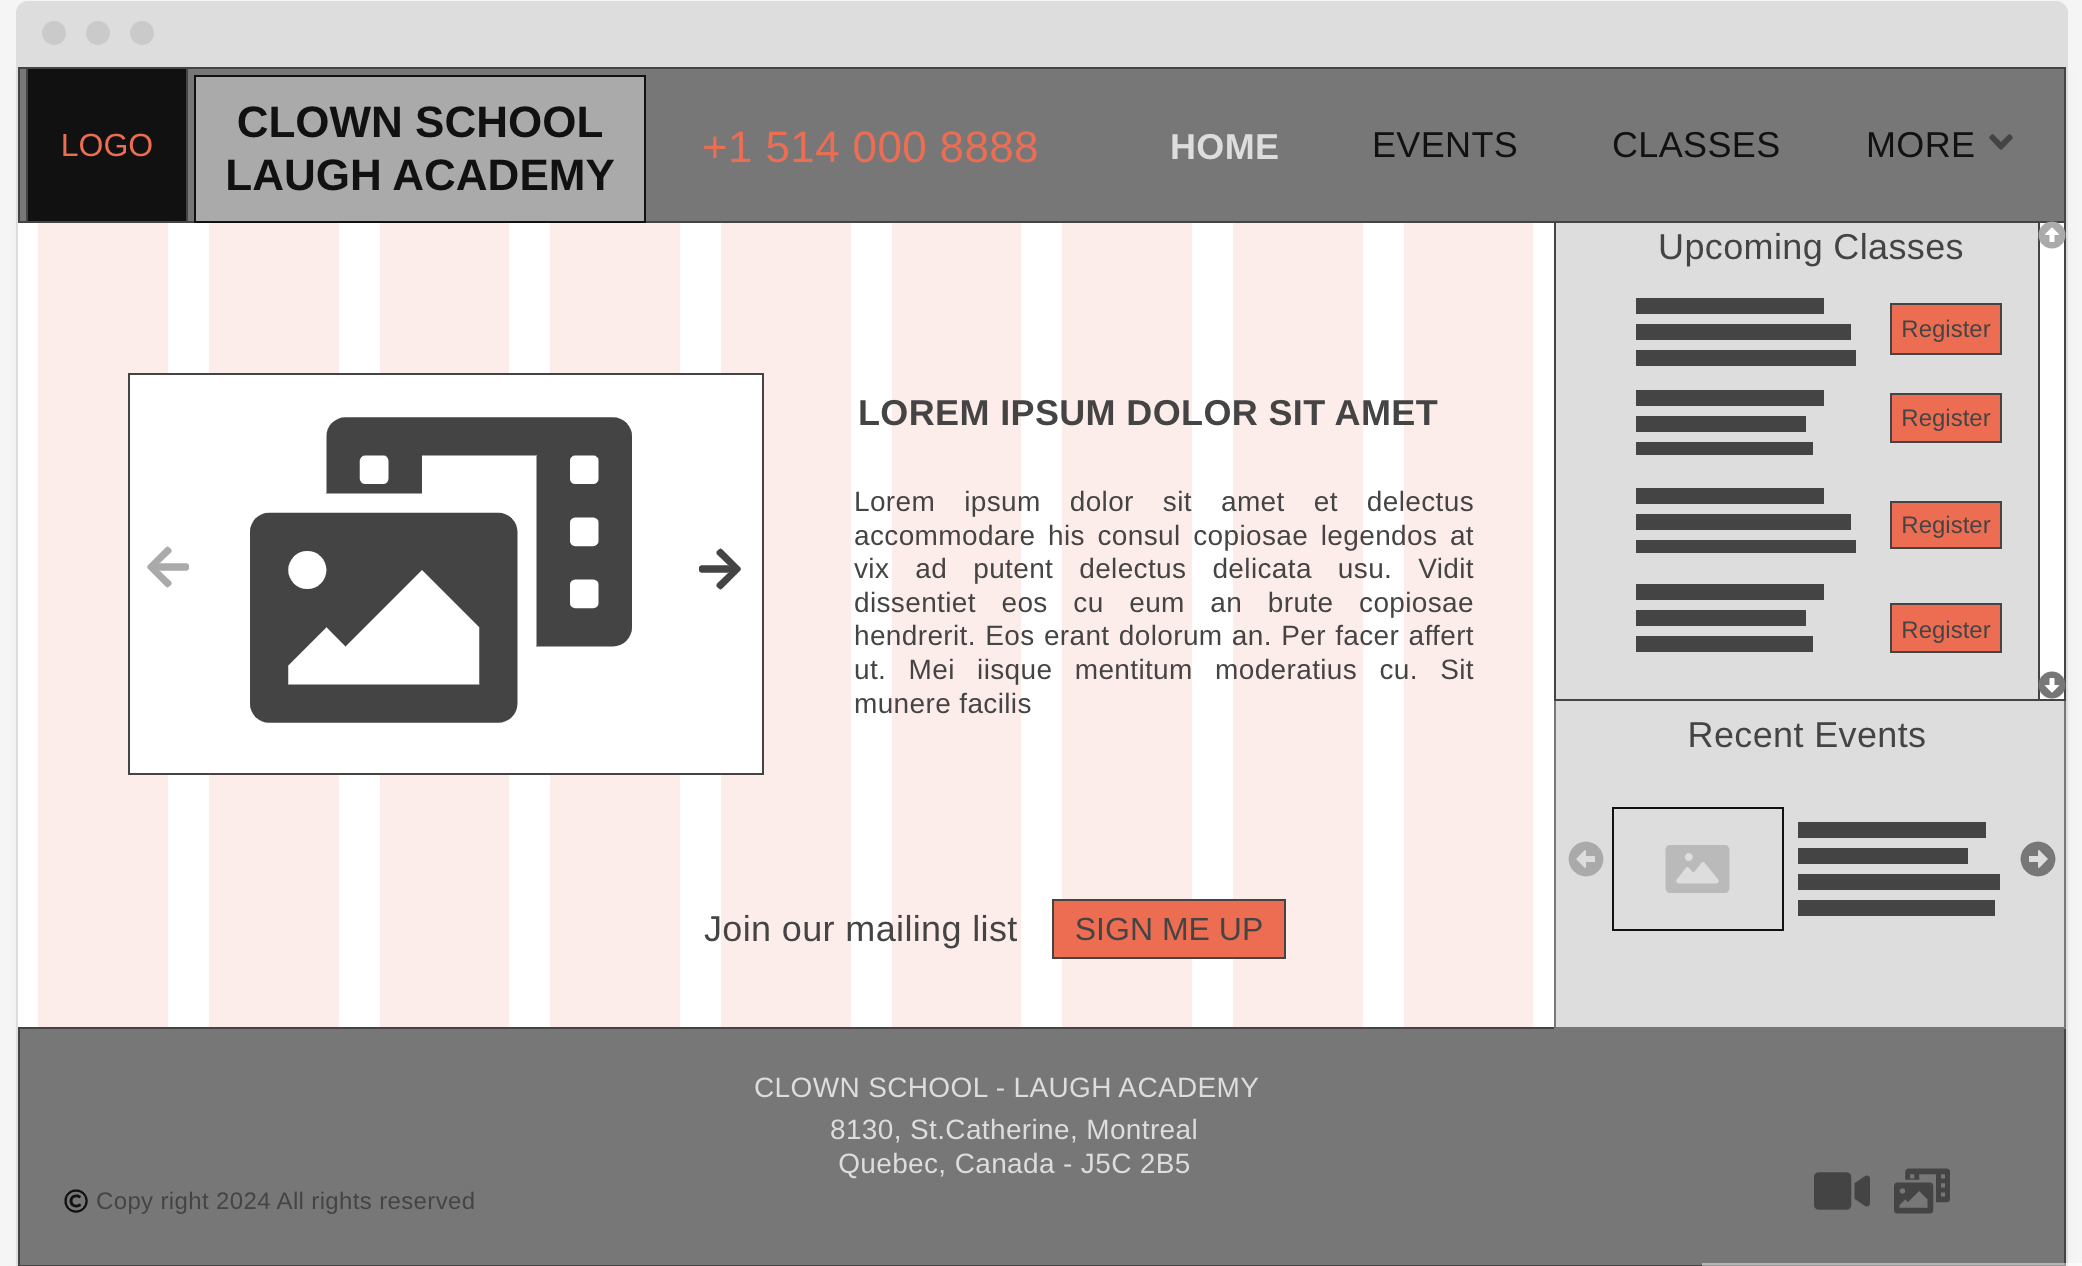 LOGO
CLOWN SCHOOL
LAUGH ACADEMY
+1 514 000 8888
HOME
EVENTS
CLASSES
MORE
LOREM IPSUM DOLOR SIT AMET
Lorem ipsum dolor sit amet et delectus
accommodare his consul copiosae legendos at
vix ad putent delectus delicata usu. Vidit
dissentiet eos cu eum an brute copiosae
hendrerit. Eos erant dolorum an. Per facer affert
ut. Mei iisque mentitum moderatius cu. Sit
munere facilis
Join our mailing list
SIGN ME UP
Upcoming Classes
Register
Register
Register
Register
Recent Events
CLOWN SCHOOL - LAUGH ACADEMY
8130, St.Catherine, Montreal
Quebec, Canada - J5C 2B5
© Copy right 2024 All rights reserved